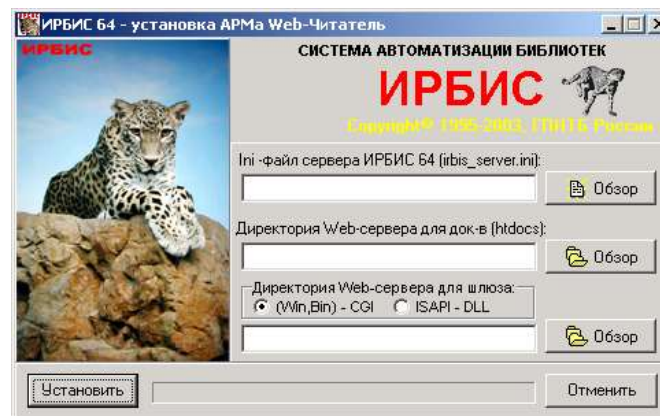 ИРБИС 64 - установка АРМа Web-Читатель
ИРБИС
СИСТЕМА АВТОМАТИЗАЦИИ БИБЛИОТЕК
ИРБИС
Copyright© 1995-2003, ГПНТБ России
Ini -файл сервера ИРБИС 64 (irbis_server.ini):
Обзор
Директория Web-сервера для док-в (htdocs):
Обзор
Директория Web-сервера для шлюза:
(Win,Bin) - CGI ISAPI - DLL
Обзор
Установить Отменить